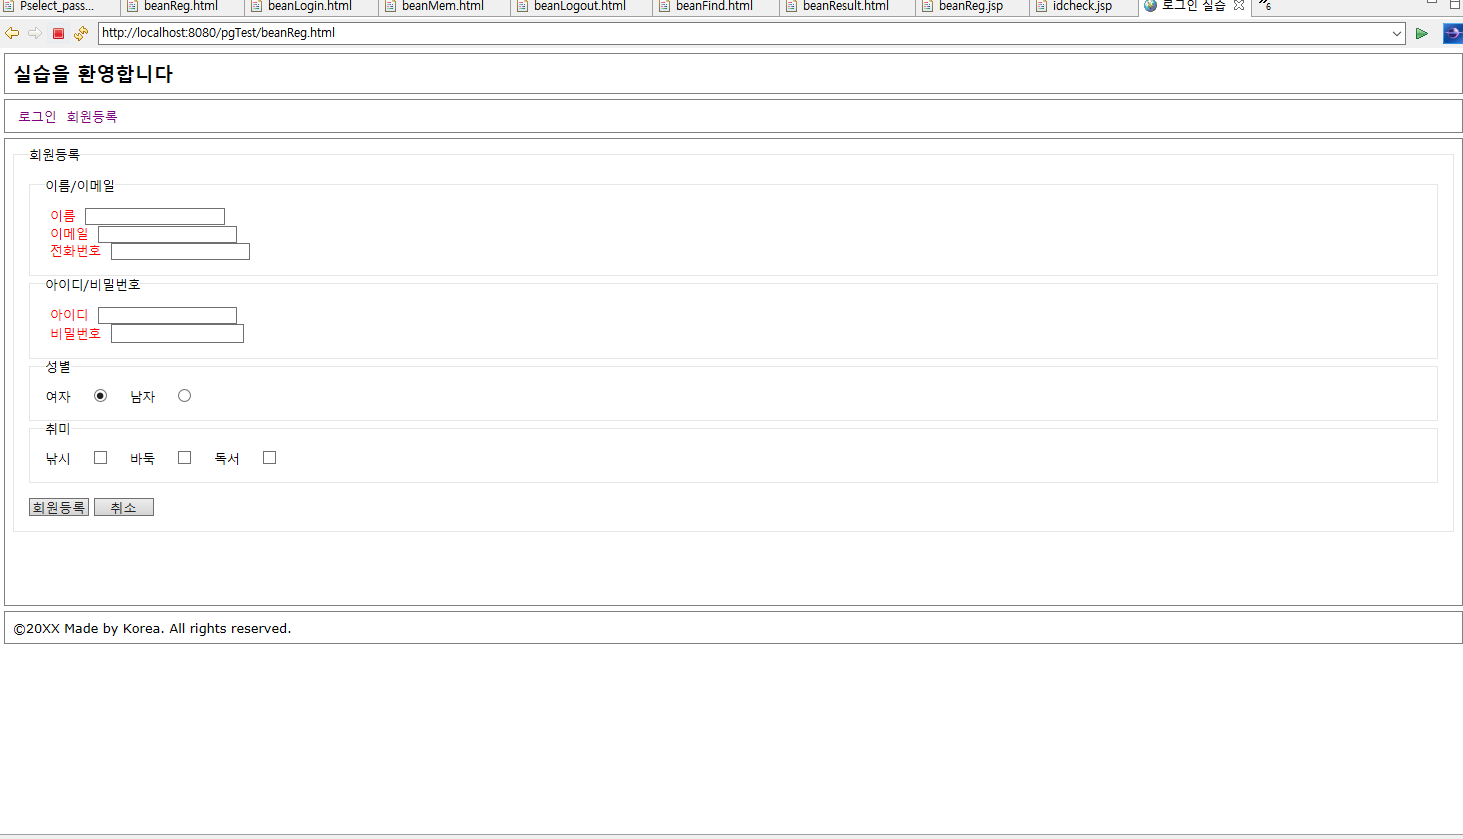 Pselect_pass... beanReg.html beanLogin.html beanMem.html beanLogout.html beanFind.html beanResult.html beanReg.jsp idcheck.jsp 로그인 실습 6
http://localhost:8080/pgTest/beanReg.html
실습을 환영합니다
로그인 회원등록
회원등록
이름/이메일
이름
이메일
전화번호
아이디/비밀번호
아이디
비밀번호
성별
여자 남자
취미
낚시 바둑 독서
회원등록 취소
©20XX Made by Korea. All rights reserved.